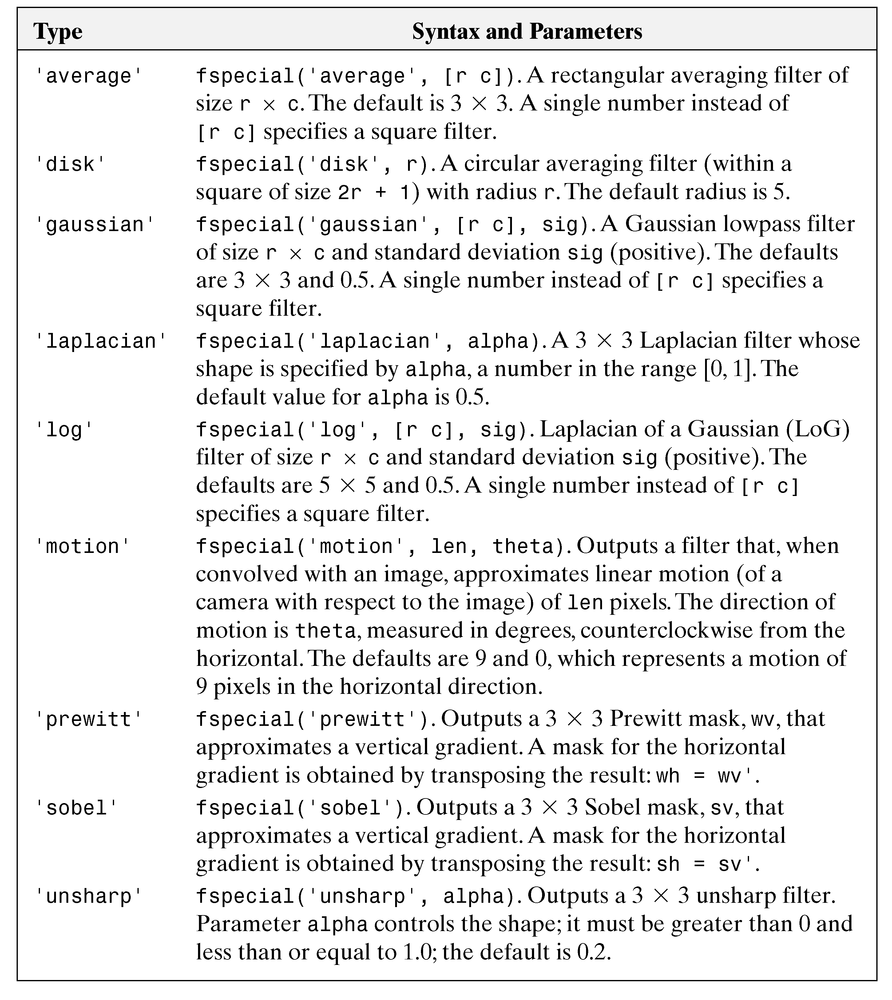 Type Syntax and Parameters
'average' fspecial('average', [r c]). A rectangular averaging filter of
size r × c. The default is 3 × 3. A single number instead of
[r c] specifies a square filter.
'disk' fspecial('disk', r). A circular averaging filter (within a
square of size 2r + 1) with radius r. The default radius is 5.
'gaussian' fspecial('gaussian', [r c], sig). A Gaussian lowpass filter
of size r × c and standard deviation sig (positive). The defaults
are 3 × 3 and 0.5. A single number instead of [r c] specifies a
square filter.
'laplacian' fspecial('laplacian', alpha). A 3 × 3 Laplacian filter whose
shape is specified by alpha, a number in the range [0, 1]. The
default value for alpha is 0.5.
'log' fspecial('log', [r c], sig). Laplacian of a Gaussian (LoG)
filter of size r × c and standard deviation sig (positive). The
defaults are 5 × 5 and 0.5. A single number instead of [r c]
specifies a square filter.
'motion' fspecial('motion', len, theta). Outputs a filter that, when
convolved with an image, approximates linear motion (of a
camera with respect to the image) of len pixels. The direction of
motion is theta, measured in degrees, counterclockwise from the
horizontal. The defaults are 9 and 0, which represents a motion of
9 pixels in the horizontal direction.
'prewitt' fspecial('prewitt'). Outputs a 3 × 3 Prewitt mask, wv, that
approximates a vertical gradient. A mask for the horizontal
gradient is obtained by transposing the result: wh = wv'.
'sobel' fspecial('sobel'). Outputs a 3 × 3 Sobel mask, sv, that
approximates a vertical gradient. A mask for the horizontal
gradient is obtained by transposing the result: sh = sv'.
'unsharp' fspecial('unsharp', alpha). Outputs a 3 × 3 unsharp filter.
Parameter alpha controls the shape; it must be greater than 0 and
less than or equal to 1.0; the default is 0.2.